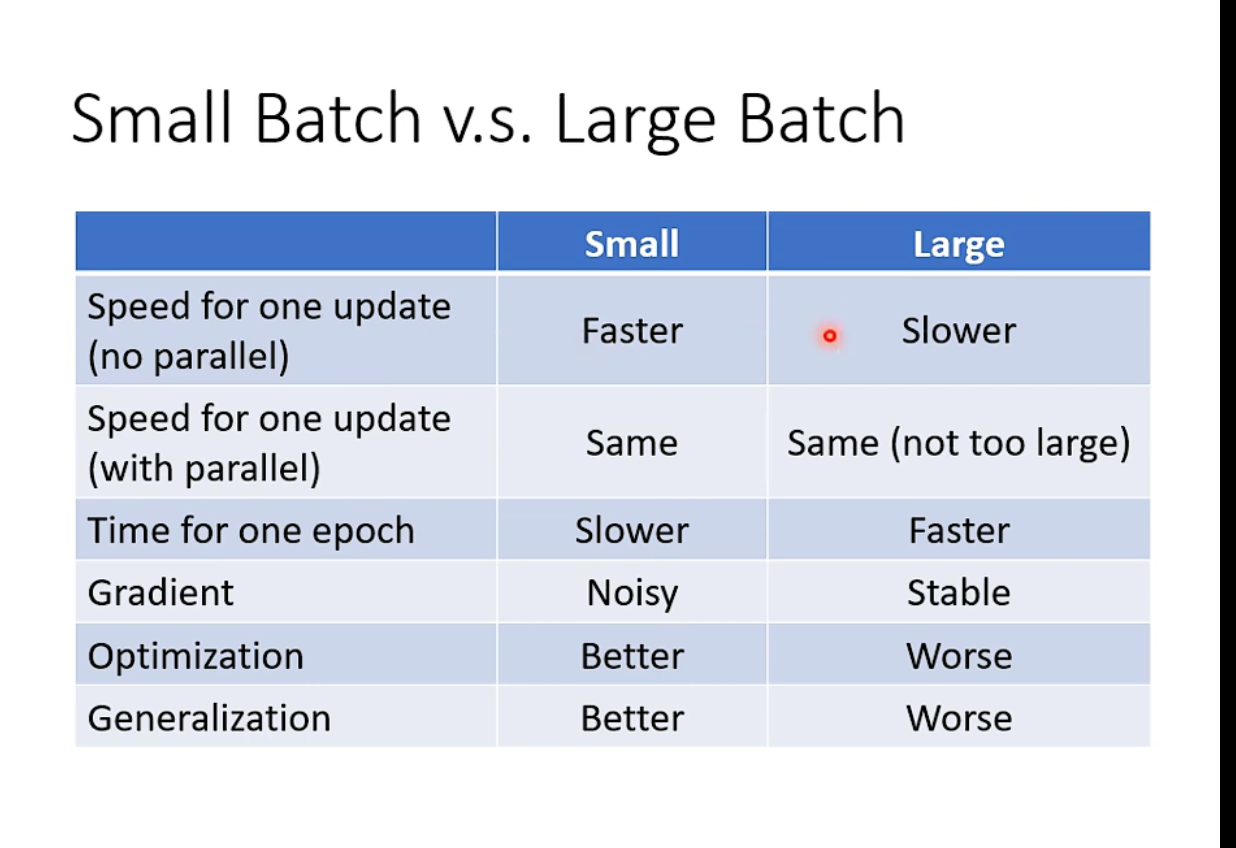 Small Batch v.s. Large Batch
Small Large
Speed for one update
(no parallel) Faster Slower
Speed for one update
(with parallel) Same Same (not too large)
Time for one epoch Slower Faster
Gradient Noisy Stable
Optimization Better Worse
Generalization Better Worse